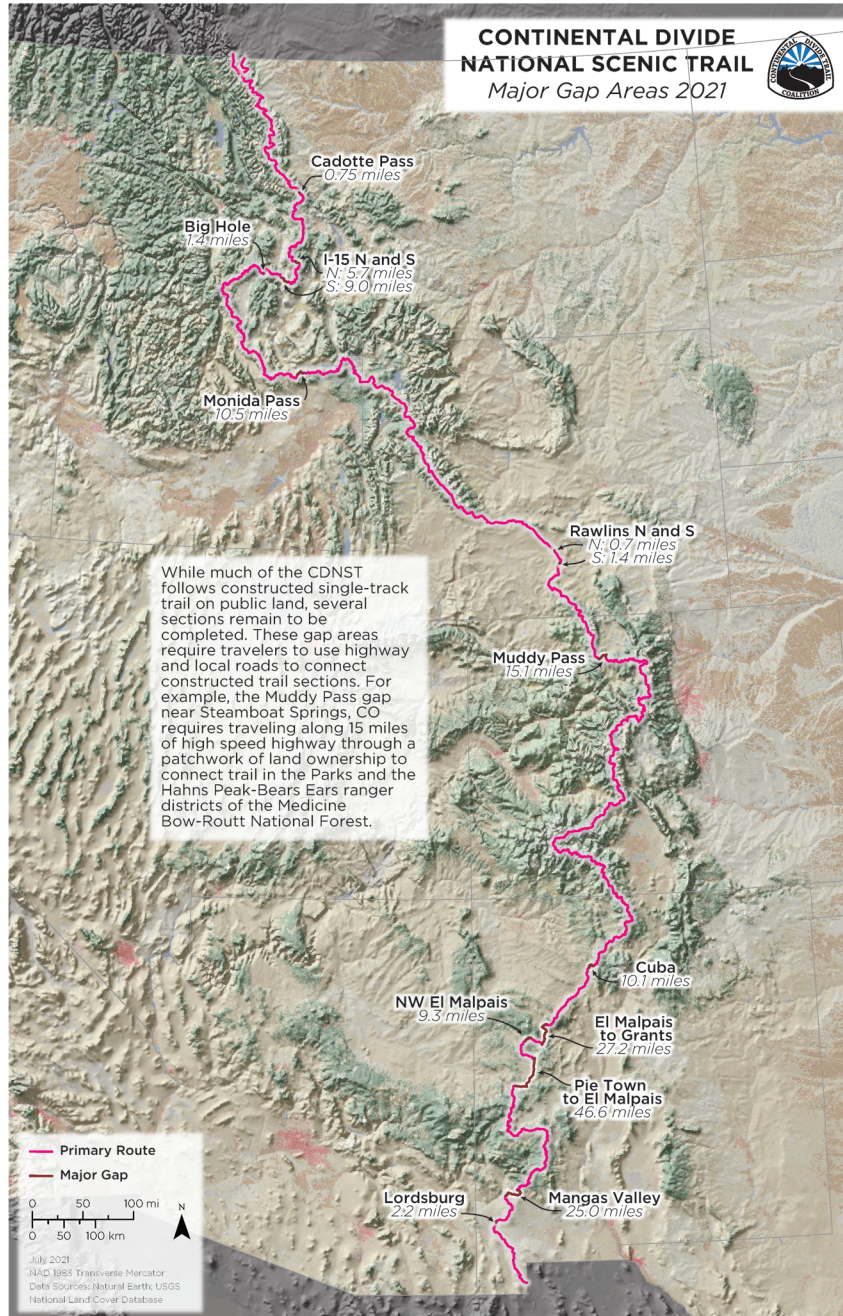 CONTINENTAL DIVIDE
NATIONAL SCENIC TRAIL
Major Gap Areas 2021
CONTINENTAL DIVIDE TRAIL
COALITION
Cadotte Pass
0.75 miles
Big Hole
1.4 miles
I-15 N and S
N: 5.7 miles
S: 9.0 miles
Monida Pass
10.5 miles
Rawlins N and S
N: 0.7 miles
S: 1.4 miles
While much of the CDNST
follows constructed single-track
trail on public land, several
sections remain to be
completed. These gap areas
require travelers to use highway
and local roads to connect
constructed trail sections. For
example, the Muddy Pass gap
near Steamboat Springs, CO
requires traveling along 15 miles
of high speed highway through a
patchwork of land ownership to
connect trail in the Parks and the
Hahns Peak-Bears Ears ranger
districts of the Medicine
Bow-Routt National Forest.
Muddy Pass
15.1 miles
Cuba
10.1 miles
NW El Malpais
9.3 miles
El Malpais
to Grants
27.2 miles
Pie Town
to El Malpais
46.6 miles
Lordsburg
2.2 miles
Mangas Valley
25.0 miles
Primary Route
Major Gap
0 50 100 mi
0 50 100 km
N
July 2021
NAD 1983 Transverse Mercator
Data Sources: Natural Earth; USGS
National Land Cover Database